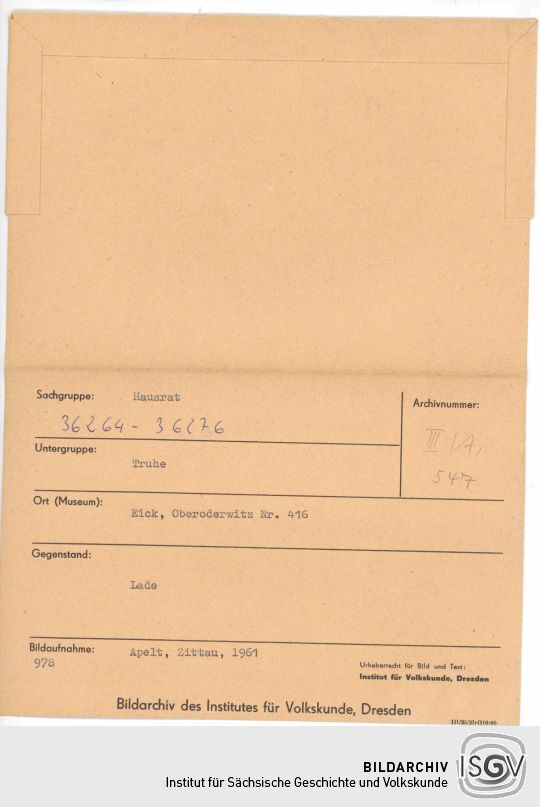 Sachgruppe: Hausrat
Archivnummer:
36264 - 36276
III/A,
547
Untergruppe:
Truhe
Ort (Museum):
Eick, Oberoderwitz Nr. 416
Gegenstand:
Lade
Bildaufnahme: Apelt, Zittau, 1961
978
Urheberrecht für Bild und Text:
Institut für Volkskunde, Dresden
Bildarchiv des Institutes für Volkskunde, Dresden
BILDARCHIV ISGV
Institut für Sächsische Geschichte und Volkskunde